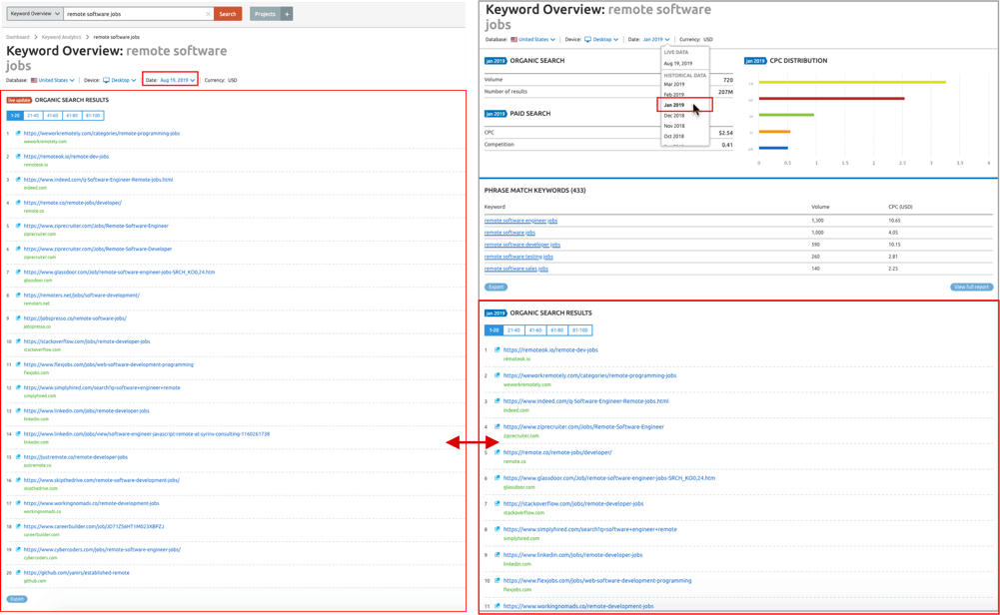 Keyword Overview
remote software jobs
Search
Projects
+
Dashboard > Keyword Analytics > remote software jobs
Keyword Overview: remote software
jobs
Database: United States Device: Desktop Date: Aug 19, 2019 Currency: USD
live update ORGANIC SEARCH RESULTS
1-20 21-40 41-60 61-80 81-100
1 https://weworkremotely.com/categories/remote-programming-jobs
weworkremotely.com
2 https://remoteok.io/remote-dev-jobs
remoteok.io
3 https://www.indeed.com/q-Software-Engineer-Remote-jobs.html
indeed.com
4 https://remote.co/remote-jobs/developer/
remote.co
5 https://www.ziprecruiter.com/Jobs/Remote-Software-Engineer
ziprecruiter.com
6 https://www.ziprecruiter.com/Jobs/Remote-Software-Developer
ziprecruiter.com
7 https://www.glassdoor.com/Job/remote-software-engineer-jobs-SRCH_KO0,24.htm
glassdoor.com
8 https://remoters.net/jobs/software-development/
remoters.net
9 https://jobspresso.co/remote-software-jobs/
jobspresso.co
10 https://stackoverflow.com/jobs/remote-developer-jobs
stackoverflow.com
11 https://www.flexjobs.com/jobs/web-software-development-programming
flexjobs.com
12 https://www.simplyhired.com/search?q=software+engineer+remote
simplyhired.com
13 https://www.linkedin.com/jobs/remote-developer-jobs
linkedin.com
14 https://www.linkedin.com/jobs/view/software-engineer-javascript-remote-at-syrinx-consulting-1160261738
linkedin.com
15 https://justremote.co/remote-developer-jobs
justremote.co
16 https://www.skipthedrive.com/remote-software-development-jobs/
skipthedrive.com
17 https://www.workingnomads.co/remote-development-jobs
workingnomads.co
18 https://www.careerbuilder.com/job/JD71Z56HT1M023XBPZJ
careerbuilder.com
19 https://www.cybercoders.com/jobs/remote-software-engineer-jobs/
cybercoders.com
20 https://github.com/yanirs/established-remote
github.com
Export
Keyword Overview: remote software
jobs
Database: United States Device: Desktop Date: Jan 2019 Currency: USD
LIVE DATA
Aug 19, 2019
HISTORICAL DATA
Mar 2019
Feb 2019
Jan 2019
Dec 2018
Nov 2018
Oct 2018
Jan 2019 ORGANIC SEARCH
Volume 720
Number of results 207M
Jan 2019 PAID SEARCH
CPC $2.54
Competition 0.41
Jan 2019 CPC DISTRIBUTION
0 0.5 1 1.5 2 2.5 3 3.5 4
PHRASE MATCH KEYWORDS (433)
Keyword Volume CPC (USD)
remote software engineer jobs 1,300 10.65
remote software jobs 1,000 4.05
remote software developer jobs 590 10.15
remote software testing jobs 260 2.81
remote software sales jobs 140 2.25
Export View full report
Jan 2019 ORGANIC SEARCH RESULTS
1-20 21-40 41-60 61-80 81-100
1 https://remoteok.io/remote-dev-jobs
remoteok.io
2 https://weworkremotely.com/categories/remote-programming-jobs
weworkremotely.com
3 https://www.indeed.com/q-Software-Engineer-Remote-jobs.html
indeed.com
4 https://www.ziprecruiter.com/Jobs/Remote-Software-Engineer
ziprecruiter.com
5 https://remote.co/remote-jobs/developer/
remote.co
6 https://www.glassdoor.com/Job/remote-software-engineer-jobs-SRCH_KO0,24.htm
glassdoor.com
7 https://stackoverflow.com/jobs/remote-developer-jobs
stackoverflow.com
8 https://www.simplyhired.com/search?q=software+engineer+remote
simplyhired.com
9 https://www.linkedin.com/jobs/remote-developer-jobs
linkedin.com
10 https://www.flexjobs.com/jobs/web-software-development-programming
flexjobs.com
11 https://www.workingnomads.co/remote-development-jobs